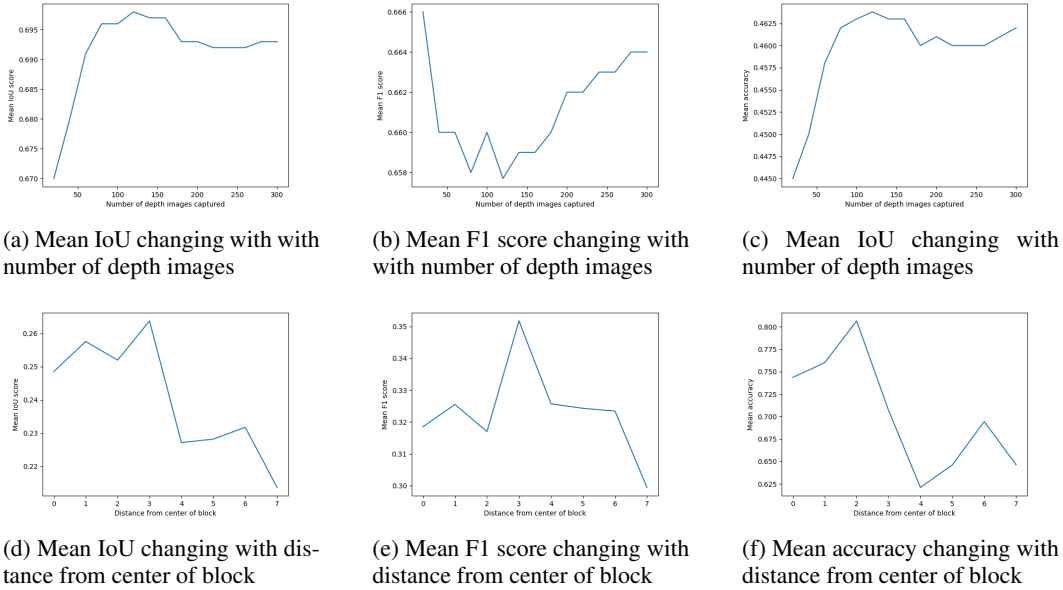 0.695
0.690
0.685
0.680
0.675
0.670
Mean IoU score
50 100 150 200 250 300
Number of depth images captured
(a) Mean IoU changing with with
number of depth images
0.666
0.664
0.662
0.660
0.658
Mean F1 score
50 100 150 200 250 300
Number of depth images captured
(b) Mean F1 score changing with
with number of depth images
0.4625
0.4600
0.4575
0.4550
0.4525
0.4500
0.4475
0.4450
Mean accuracy
50 100 150 200 250 300
Number of depth images captured
(c) Mean IoU changing with
number of depth images
0.26
0.25
0.24
0.23
0.22
Mean IoU score
0 1 2 3 4 5 6 7
Distance from center of block
(d) Mean IoU changing with dis-
tance from center of block
0.35
0.34
0.33
0.32
0.31
0.30
Mean F1 score
0 1 2 3 4 5 6 7
Distance from center of block
(e) Mean F1 score changing with
distance from center of block
0.800
0.775
0.750
0.725
0.700
0.675
0.650
0.625
Mean accuracy
0 1 2 3 4 5 6 7
Distance from center of block
(f) Mean accuracy changing with
distance from center of block